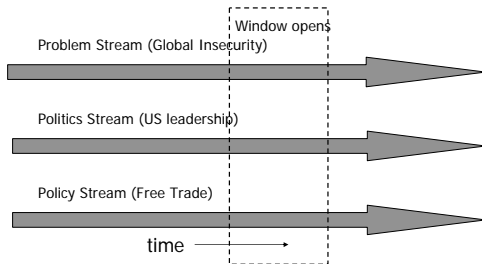 Window opens
Problem Stream (Global Insecurity)
Politics Stream (US leadership)
Policy Stream (Free Trade)
time